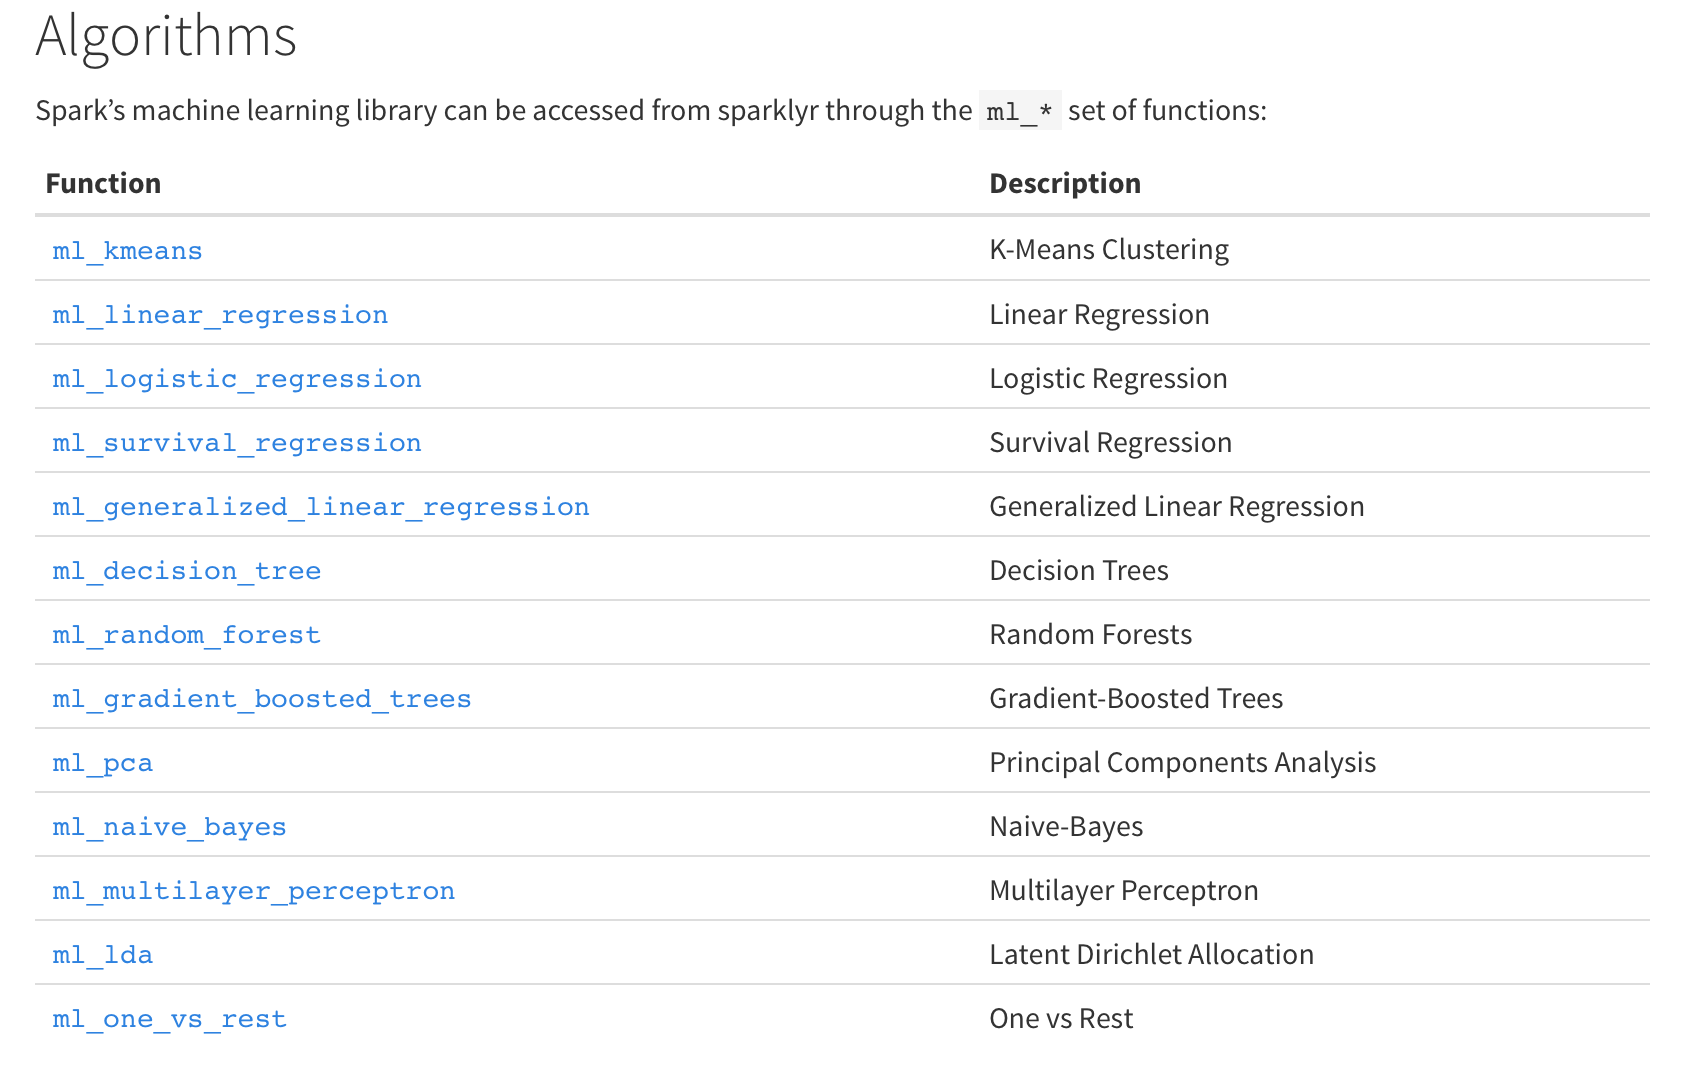 Algorithms
Spark’s machine learning library can be accessed from sparklyr through the ml_* set of functions:
Function Description
ml_kmeans K-Means Clustering
ml_linear_regression Linear Regression
ml_logistic_regression Logistic Regression
ml_survival_regression Survival Regression
ml_generalized_linear_regression Generalized Linear Regression
ml_decision_tree Decision Trees
ml_random_forest Random Forests
ml_gradient_boosted_trees Gradient-Boosted Trees
ml_pca Principal Components Analysis
ml_naive_bayes Naive-Bayes
ml_multilayer_perceptron Multilayer Perceptron
ml_lda Latent Dirichlet Allocation
ml_one_vs_rest One vs Rest